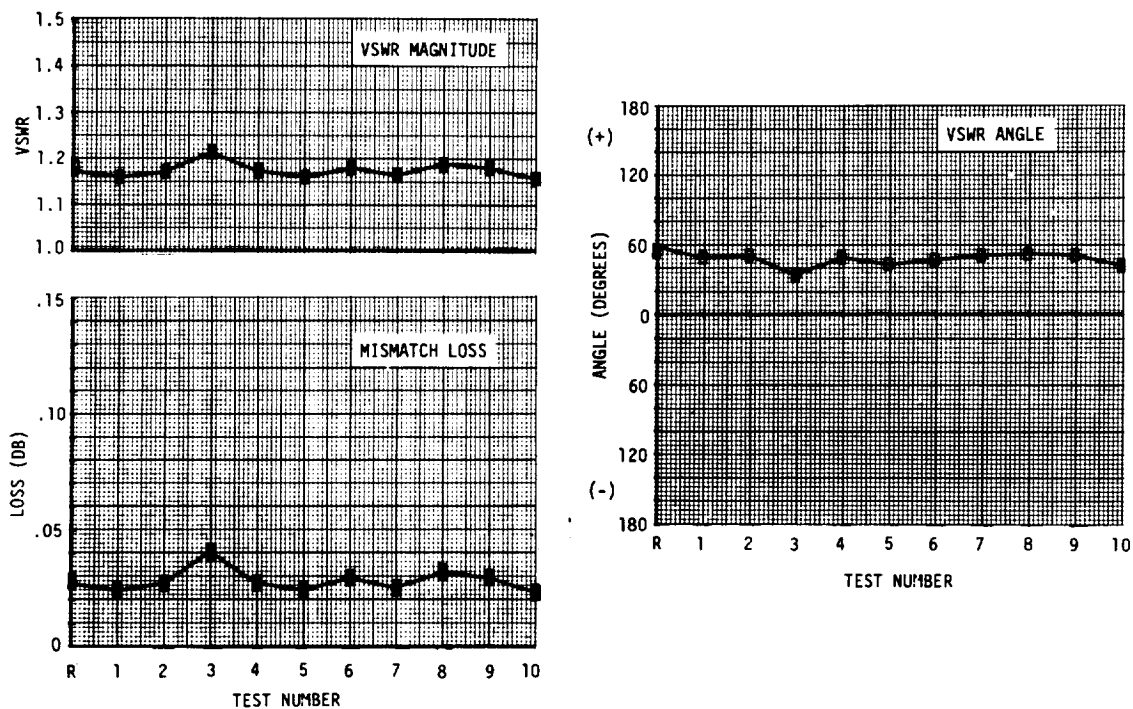 VSWR MAGNITUDE
VSWR
1.5
1.4
1.3
1.2
1.1
1.0
MISMATCH LOSS
LOSS (DB)
.15
.10
.05
0
R 1 2 3 4 5 6 7 8 9 10
TEST NUMBER
VSWR ANGLE
ANGLE (DEGREES)
(+)
(-)
180
120
60
0
60
120
180
R 1 2 3 4 5 6 7 8 9 10
TEST NUMBER